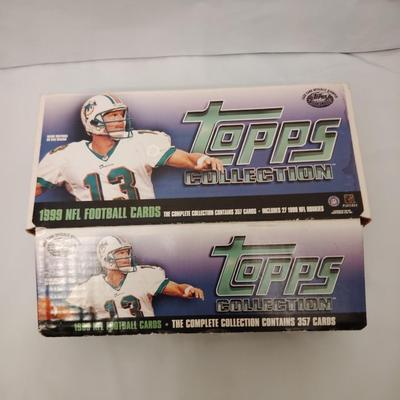 Topps
COLLECTION
13
1999 NFL FOOTBALL CARDS THE COMPLETE COLLECTION CONTAINS 357 CARDS • INCLUDES 27 1999 NFL ROOKIES
PLAYERS
Topps
COLLECTION
13
1999 NFL FOOTBALL CARDS • THE COMPLETE COLLECTION CONTAINS 357 CARDS